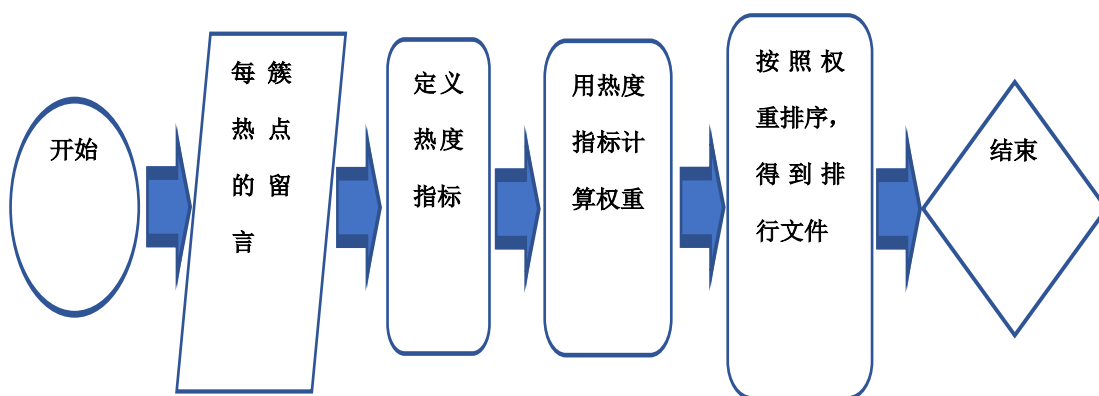 开始
每簇
热点
的留
言
定义
热度
指标
用热度
指标计
算权重
按照权
重排序,
得到排
行文件
结束